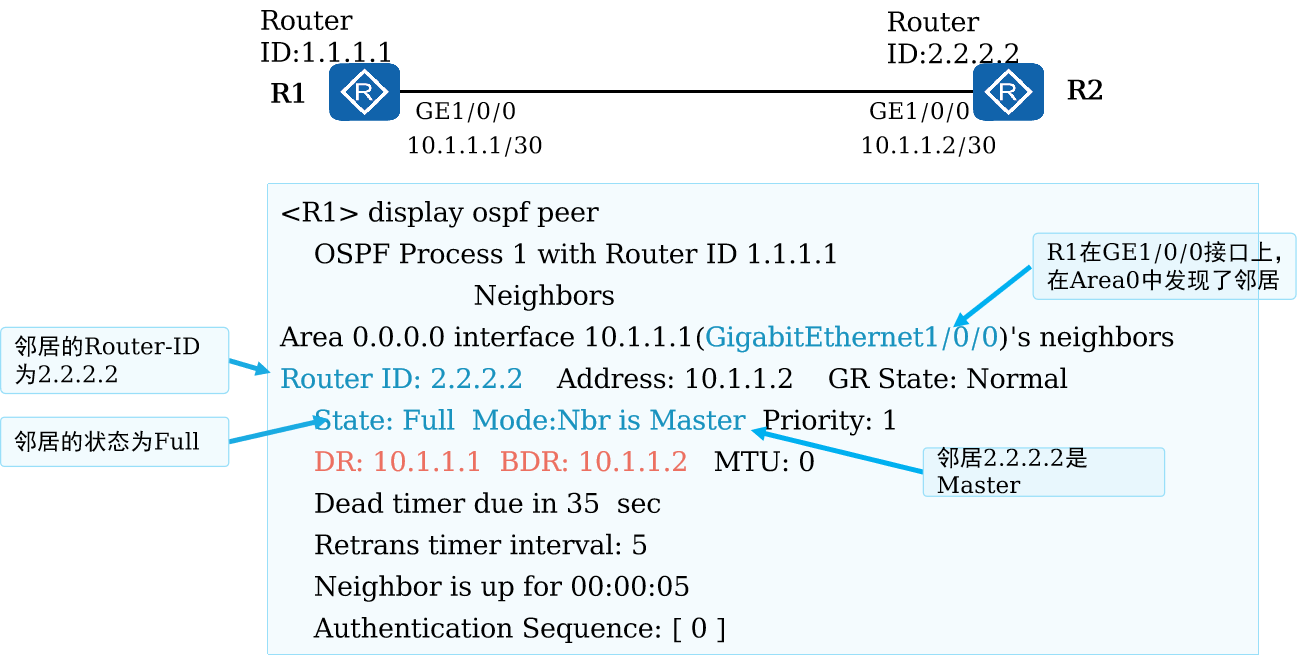 Router
ID:1.1.1.1
Router
ID:2.2.2.2
R1
R
R
R2
GE1/0/0
GE1/0/0
10.1.1.1/30
10.1.1.2/30
<R1> display ospf peer
OSPF Process 1 with Router ID 1.1.1.1
Neighbors
R1在GE1/0/0接口上，
在Area0中发现了邻居
Area 0.0.0.0 interface 10.1.1.1(GigabitEthernet1/0/0)'s neighbors
邻居的Router-ID
为2.2.2.2
Router ID: 2.2.2.2 Address: 10.1.1.2 GR State: Normal
邻居的状态为Full
State: Full Mode:Nbr is Master Priority: 1
DR: 10.1.1.1 BDR: 10.1.1.2 MTU: 0
邻居2.2.2.2是
Master
Dead timer due in 35 sec
Retrans timer interval: 5
Neighbor is up for 00:00:05
Authentication Sequence: [ 0 ]